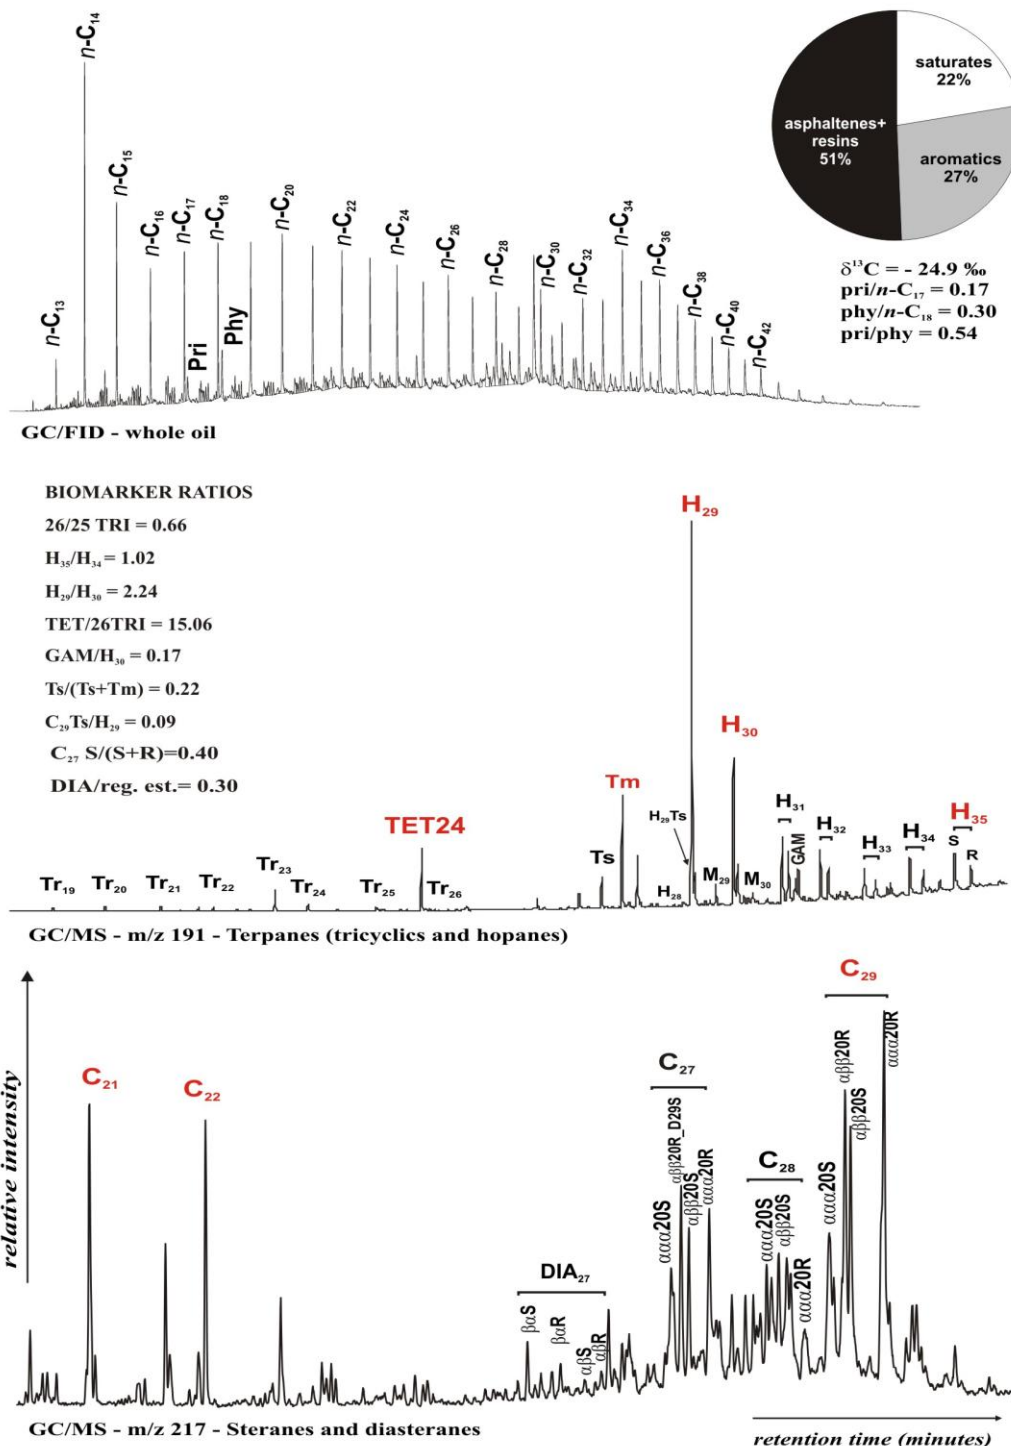 n-C₁₄
n-C₁₅
n-C₁₆
n-C₁₇
n-C₁₈
n-C₂₀
n-C₂₂
n-C₂₄
n-C₂₆
n-C₂₈
n-C₃₀
n-C₃₂
n-C₃₄
n-C₃₆
n-C₃₈
n-C₄₀
n-C₄₂
n-C₁₃
Pri
Phy
saturates
22%
asphaltenes+
resins
51%
aromatics
27%
δ¹³C = - 24.9 ‰
pri/n-C₁₇ = 0.17
phy/n-C₁₈ = 0.30
pri/phy = 0.54
GC/FID - whole oil
BIOMARKER RATIOS
26/25 TRI = 0.66
H₃₅/H₃₄ = 1.02
H₂₉/H₃₀ = 2.24
TET/26TRI = 15.06
GAM/H₃₀ = 0.17
Ts/(Ts+Tm) = 0.22
C₂₉Ts/H₂₉ = 0.09
C₂₇ S/(S+R)=0.40
DIA/reg. est.= 0.30
Tr₁₉
Tr₂₀
Tr₂₁
Tr₂₂
Tr₂₃
Tr₂₄
Tr₂₅
TET24
Tr₂₆
Ts
Tm
H₂₈
H₂₉Ts
H₂₉
M₂₉
H₃₀
M₃₀
H₃₁
GAM
H₃₂
H₃₃
H₃₄
H₃₅
S
R
GC/MS - m/z 191 - Terpanes (tricyclics and hopanes)
relative intensity
C₂₁
C₂₂
DIA₂₇
βαS
βαR
αβS
αββR
C₂₇
ααα20S
αββ20R_D29S
αββ20S
ααα20R
C₂₈
ααα20S
αββ20S
ααα20R
C₂₉
ααα20S
αββ20R
αββ20S
ααα20R
GC/MS - m/z 217 - Steranes and diasteranes
retention time (minutes)